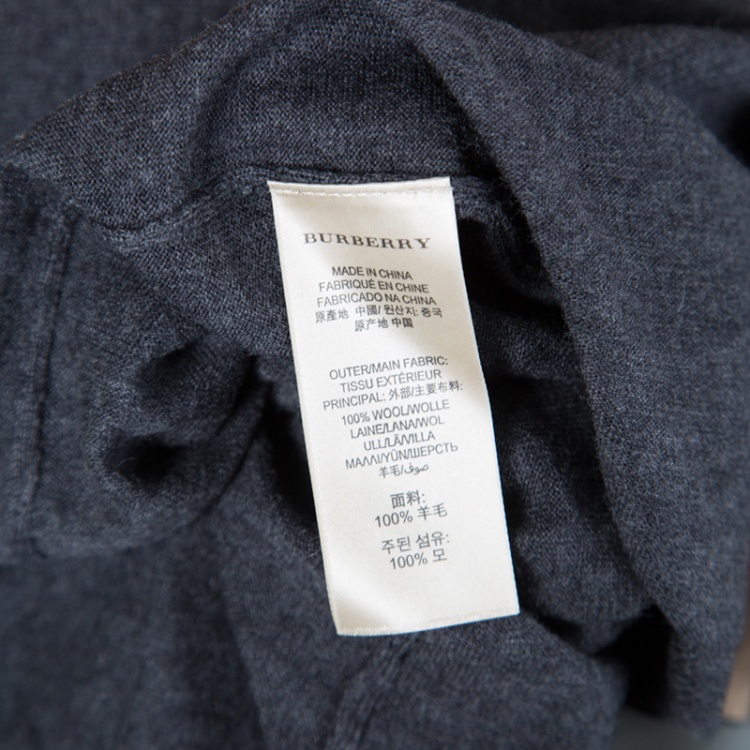 BURBERRY
MADE IN CHINA
FABRIQUÉ EN CHINE
FABRICADO NA CHINA
原產地 中國/ 원산지: 중국
原产地 中国
OUTER/MAIN FABRIC:
TISSU EXTÉRIEUR
PRINCIPAL: 外部/主要布料:
100% WOOL/WOLLE
LAINE/LANA/WOL
ULL/LÃ/VILLA
ΜΑΛΛΙ/YÜN/ШЕРСТЬ
羊毛/صوف
面料:
100% 羊毛
주된 섬유:
100% 모